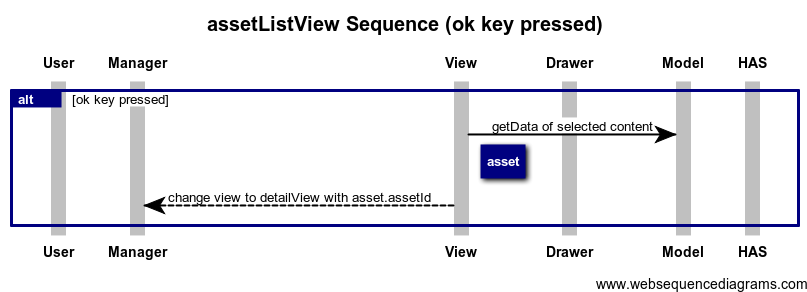 assetListView Sequence (ok key pressed)
User Manager View Drawer Model HAS
alt [ok key pressed]
getData of selected content
asset
change view to detailView with asset.assetId
User Manager View Drawer Model HAS
www.websequencediagrams.com